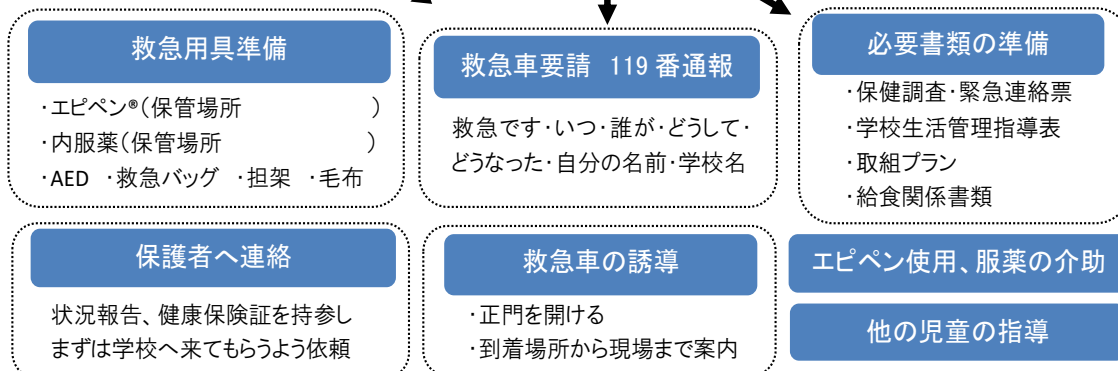 救急用具準備
・エピペン®(保管場所　　　　　　)
・内服薬(保管場所　　　　　　　)
・AED　・救急バッグ　・担架　・毛布
救急車要請　119 番通報
救急です・いつ・誰が・どうして・
どうなった・自分の名前・学校名
必要書類の準備
・保健調査・緊急連絡票
・学校生活管理指導表
・取組プラン
・給食関係書類
保護者へ連絡
状況報告、健康保険証を持参し
まずは学校へ来てもらうよう依頼
救急車の誘導
・正門を開ける
・到着場所から現場まで案内
エピペン使用、服薬の介助
他の児童の指導